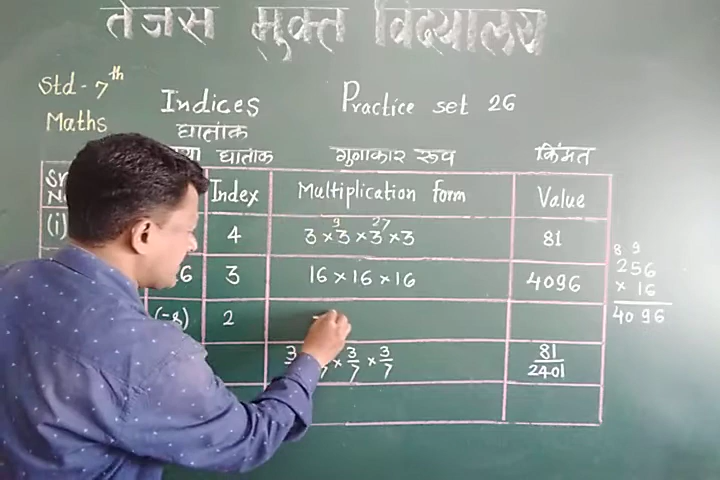 तेजस मुक्त विद्यालय
Std - 7th
Maths
Indices
Practice set 26
घातांक
घातांक गुणाकार रूप किंमत
Index Multiplication form Value
(i) 4 3 × 3 × 3 × 3 81
9 27
6 3 16 × 16 × 16 4096
(-8) 2
3 7 × 3/7 × 3/7 81/2401
8 9
256
× 16
4096